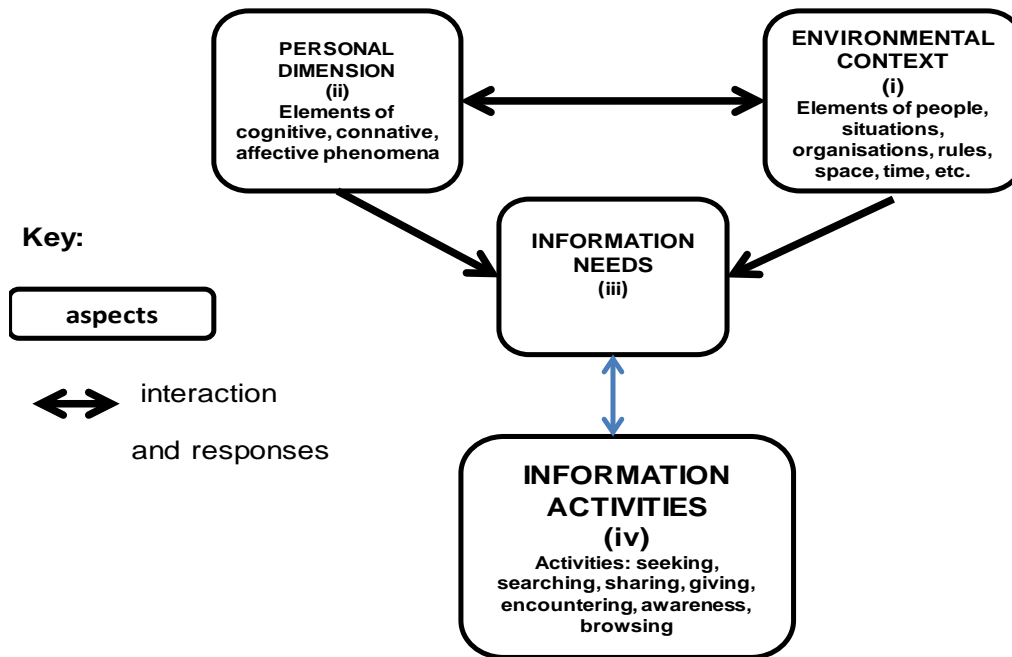 PERSONAL
DIMENSION
(ii)
Elements of
cognitive, connative,
affective phenomena
ENVIRONMENTAL
CONTEXT
(i)
Elements of people,
situations,
organisations, rules,
space, time, etc.
Key:
aspects
interaction
and responses
INFORMATION
NEEDS
(iii)
INFORMATION
ACTIVITIES
(iv)
Activities: seeking,
searching, sharing, giving,
encountering, awareness,
browsing